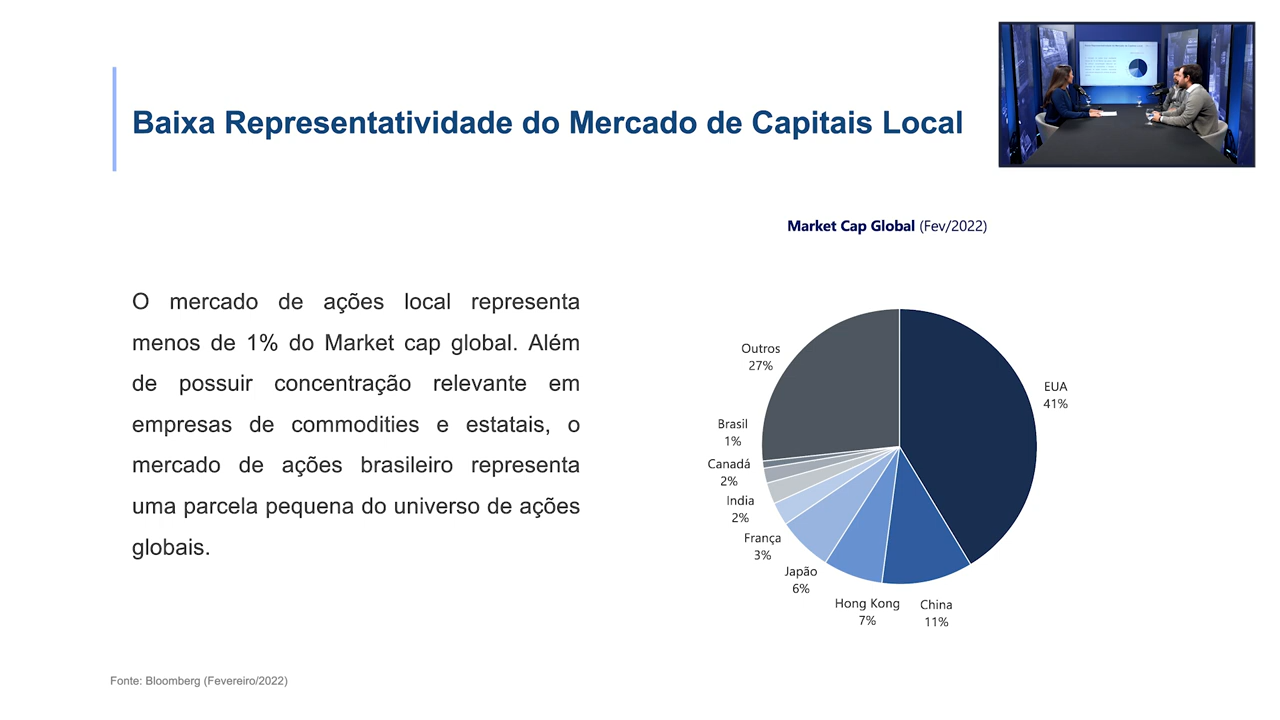 Baixa Representatividade do Mercado de Capitais Local
O mercado de ações local representa
menos de 1% do Market cap global. Além
de possuir concentração relevante em
empresas de commodities e estatais, o
mercado de ações brasileiro representa
uma parcela pequena do universo de ações
globais.
Market Cap Global (Fev/2022)
EUA
41%
China
11%
Hong Kong
7%
Japão
6%
França
3%
India
2%
Canadá
2%
Brasil
1%
Outros
27%
Fonte: Bloomberg (Fevereiro/2022)